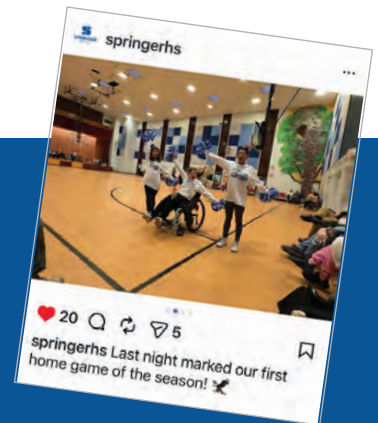 springerhs
20
5
springerhs Last night marked our first
home game of the season!